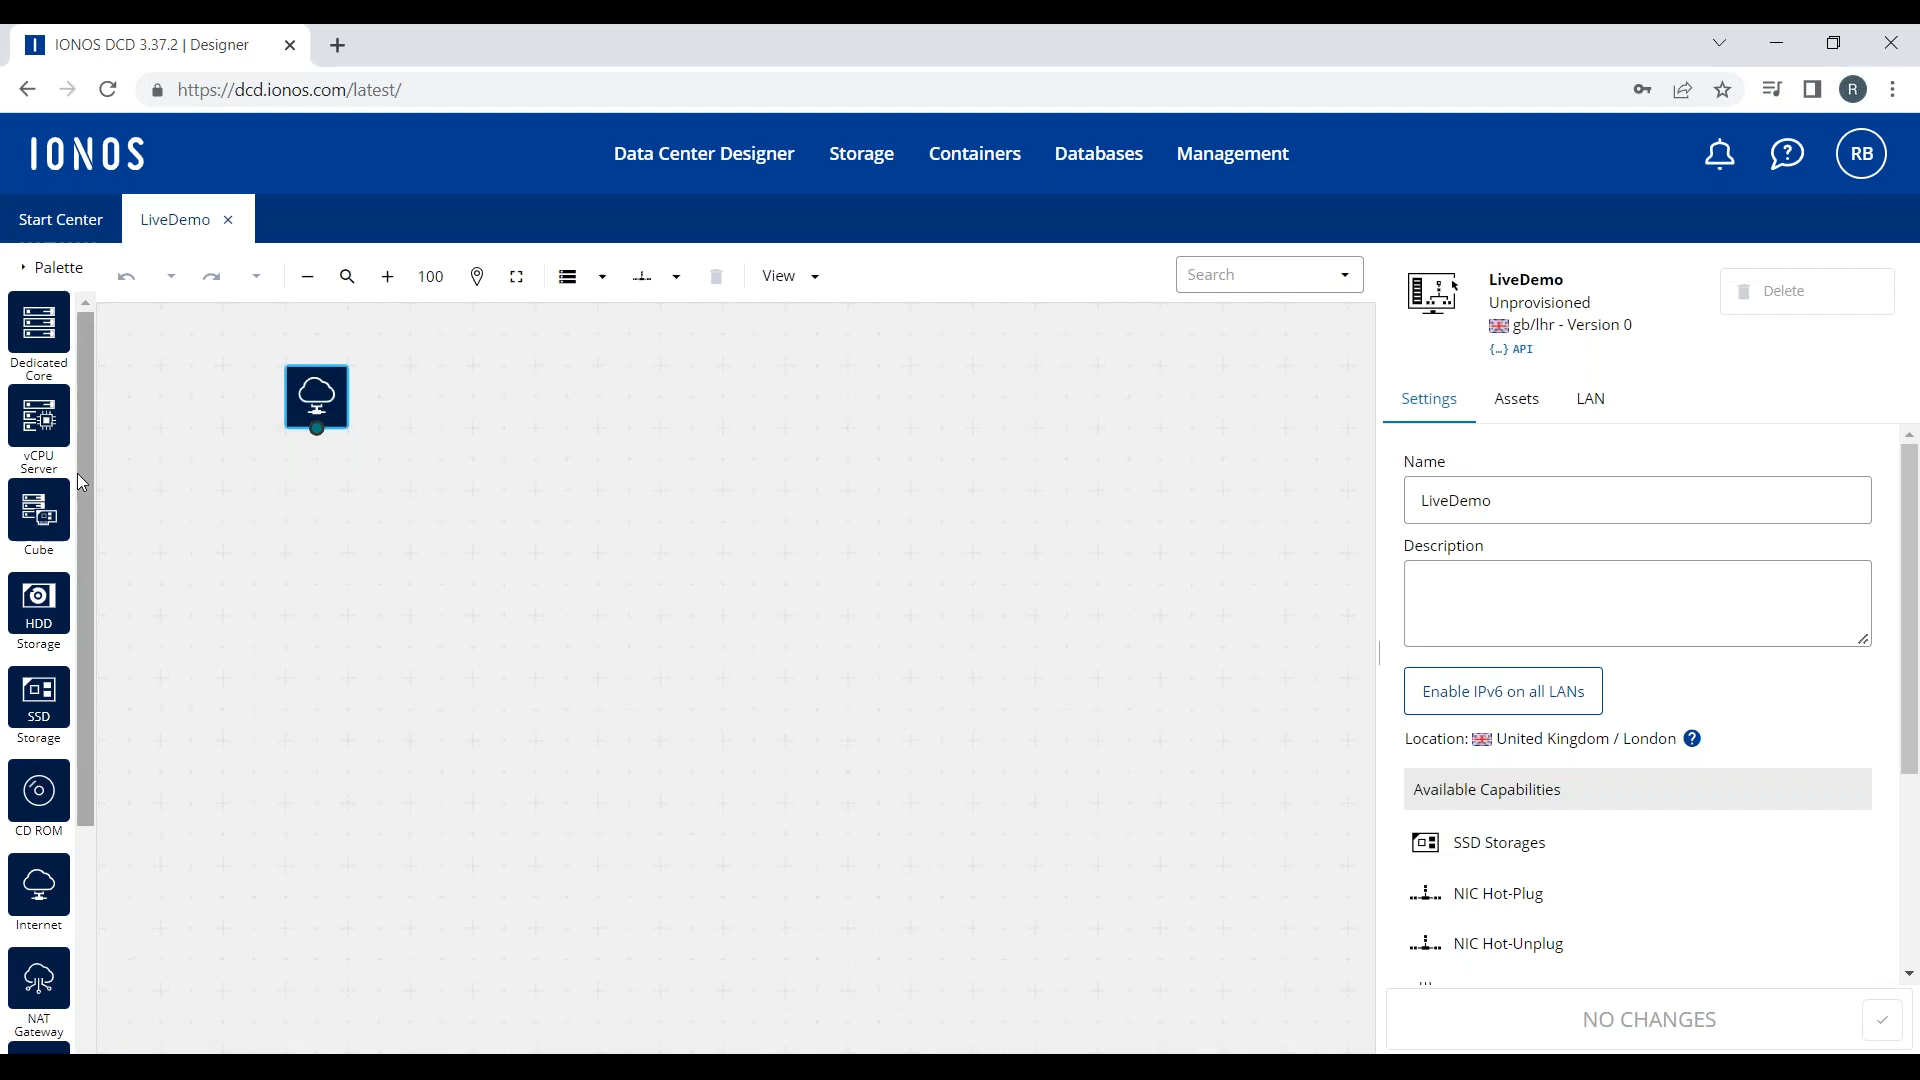 IONOS DCD 3.37.2 | Designer
https://dcd.ionos.com/latest/
R
IONOS
Data Center Designer
Storage
Containers
Databases
Management
RB
Start Center
LiveDemo
Palette
100
View
Search
Dedicated
Core
vCPU
Server
Cube
HDD
Storage
SSD
Storage
CD ROM
Internet
NAT
Gateway
LiveDemo
Unprovisioned
gb/lhr - Version 0
{...} API
Delete
Settings
Assets
LAN
Name
LiveDemo
Description
Enable IPv6 on all LANs
Location: United Kingdom / London
Available Capabilities
SSD Storages
NIC Hot-Plug
NIC Hot-Unplug
NO CHANGES